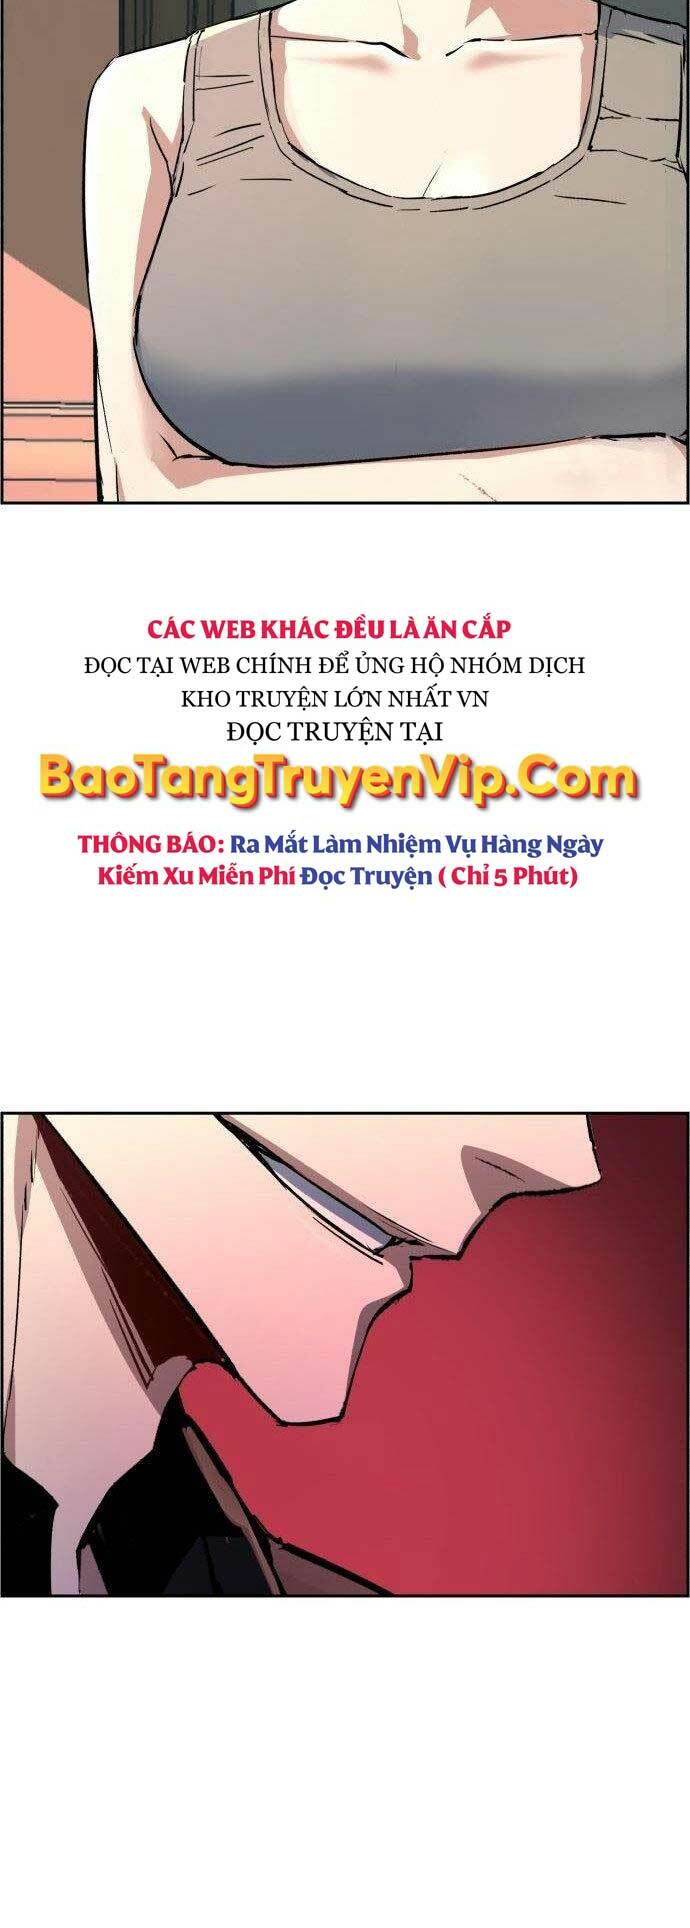 CÁC WEB KHÁC ĐỀU LÀ ĂN CẮP
ĐỌC TẠI WEB CHÍNH ĐỂ ỦNG HỘ NHÓM DỊCH
KHO TRUYỆN LỚN NHẤT VN
ĐỌC TRUYỆN TẠI
BaoTangTruyenVip.Com
THÔNG BÁO: Ra Mắt Làm Nhiệm Vụ Hàng Ngày
Kiếm Xu Miễn Phí Đọc Truyện ( Chỉ 5 Phút)